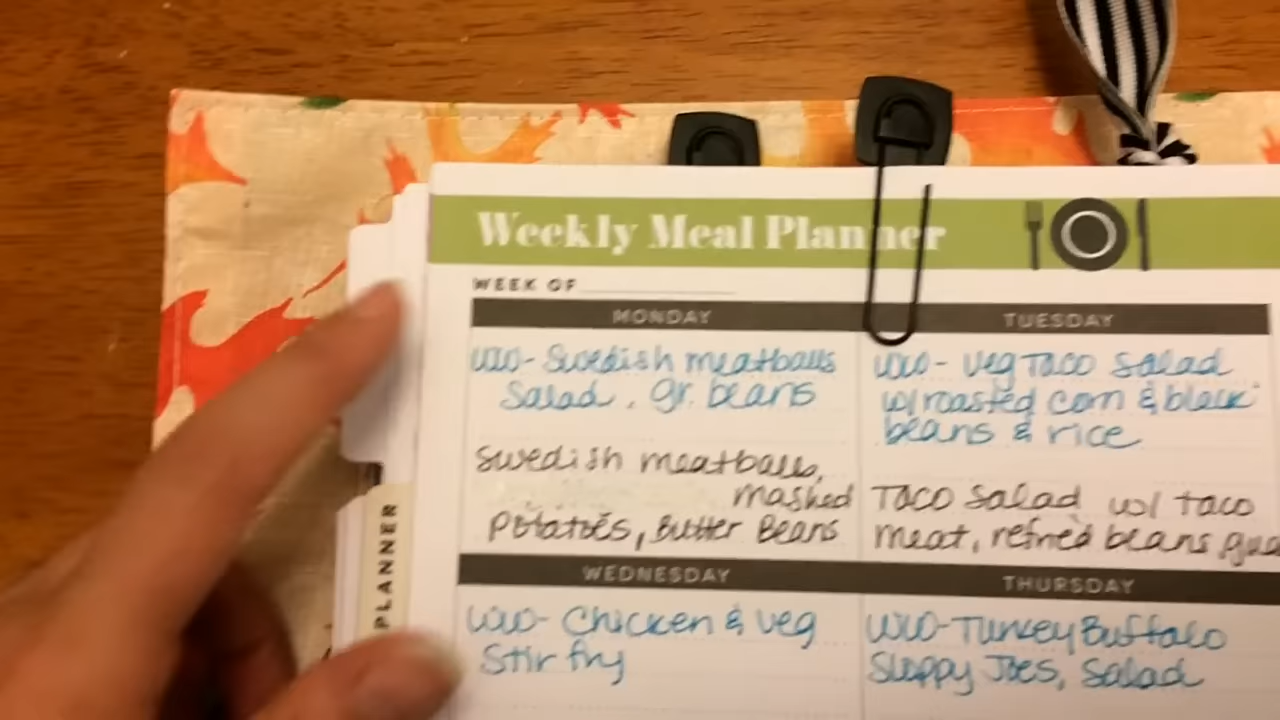 Weekly Meal Planner
WEEK OF
MONDAY
TUESDAY
WW- Swedish meatballs
Salad, gr. beans
Swedish meatballs,
mashed
Potatoes, Butter Beans
WW- Veg Taco Salad
w/ roasted corn & black
beans & rice
Taco Salad w/ taco
meat, refried beans, gua
WEDNESDAY
THURSDAY
WW- Chicken & Veg
Stir fry
WW-Turkey Buffalo
Sloppy Joes, Salad
PLANNER